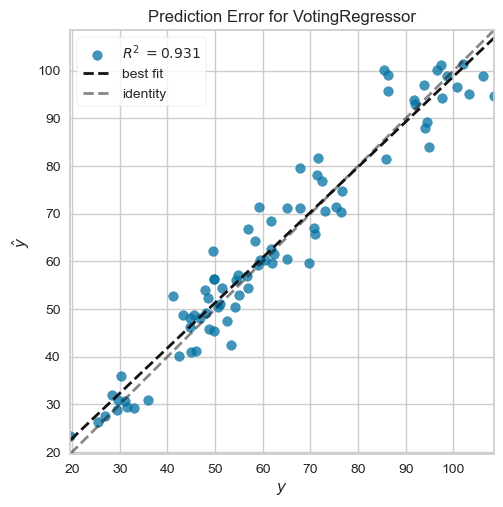 Prediction Error for VotingRegressor
R² = 0.931
best fit
identity
100
90
80
70
60
50
40
30
20
ŷ
20 30 40 50 60 70 80 90 100
y